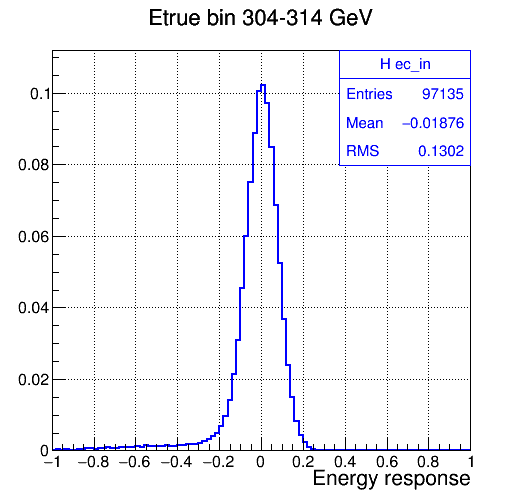 Etrue bin 304-314 GeV
H ec_in
Entries 97135
Mean −0.01876
RMS 0.1302
0.1
0.08
0.06
0.04
0.02
0
−1 −0.8 −0.6 −0.4 −0.2 0 0.2 0.4 0.6 0.8 1
Energy response